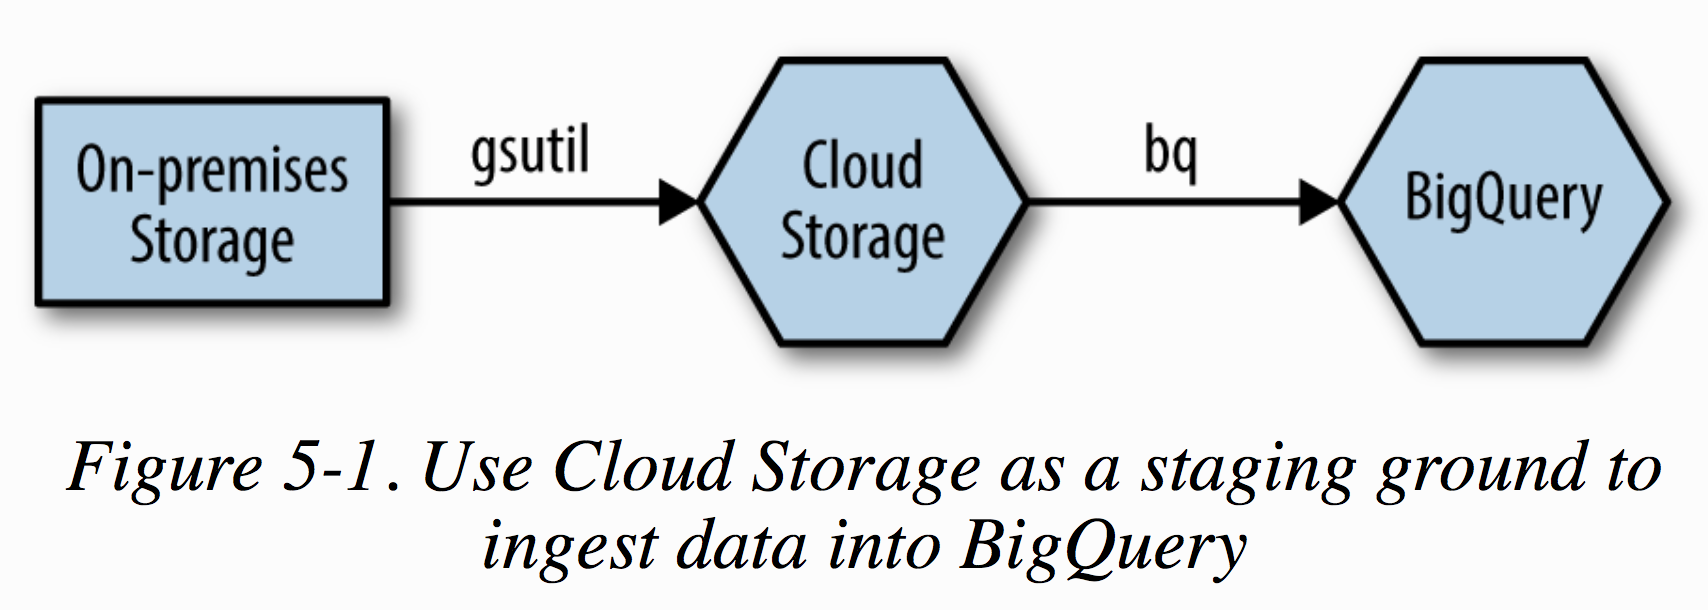 On-premises
Storage
gsutil
Cloud
Storage
bq
BigQuery
Figure 5-1. Use Cloud Storage as a staging ground to
ingest data into BigQuery